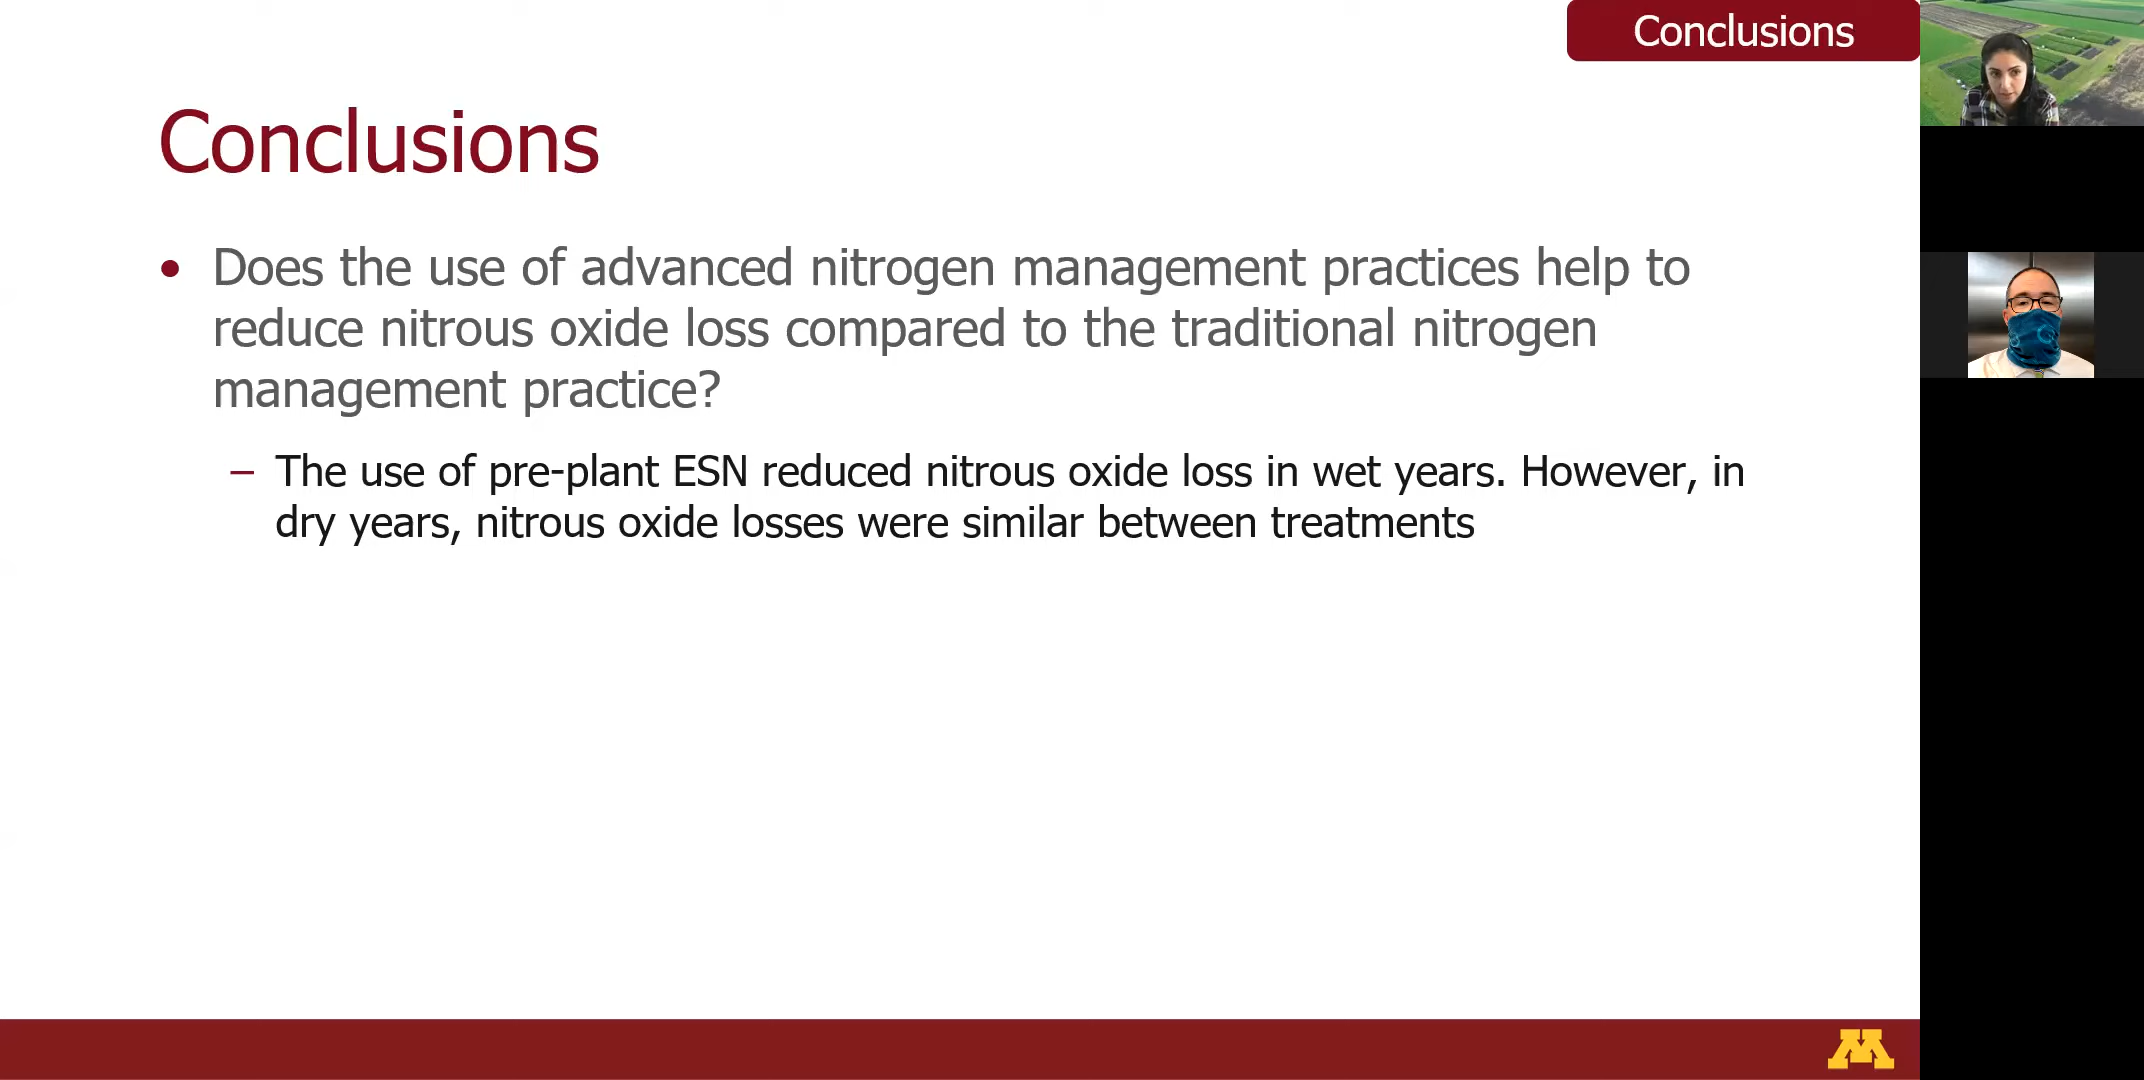 Conclusions
Conclusions
• Does the use of advanced nitrogen management practices help to
reduce nitrous oxide loss compared to the traditional nitrogen
management practice?
– The use of pre-plant ESN reduced nitrous oxide loss in wet years. However, in
dry years, nitrous oxide losses were similar between treatments
M